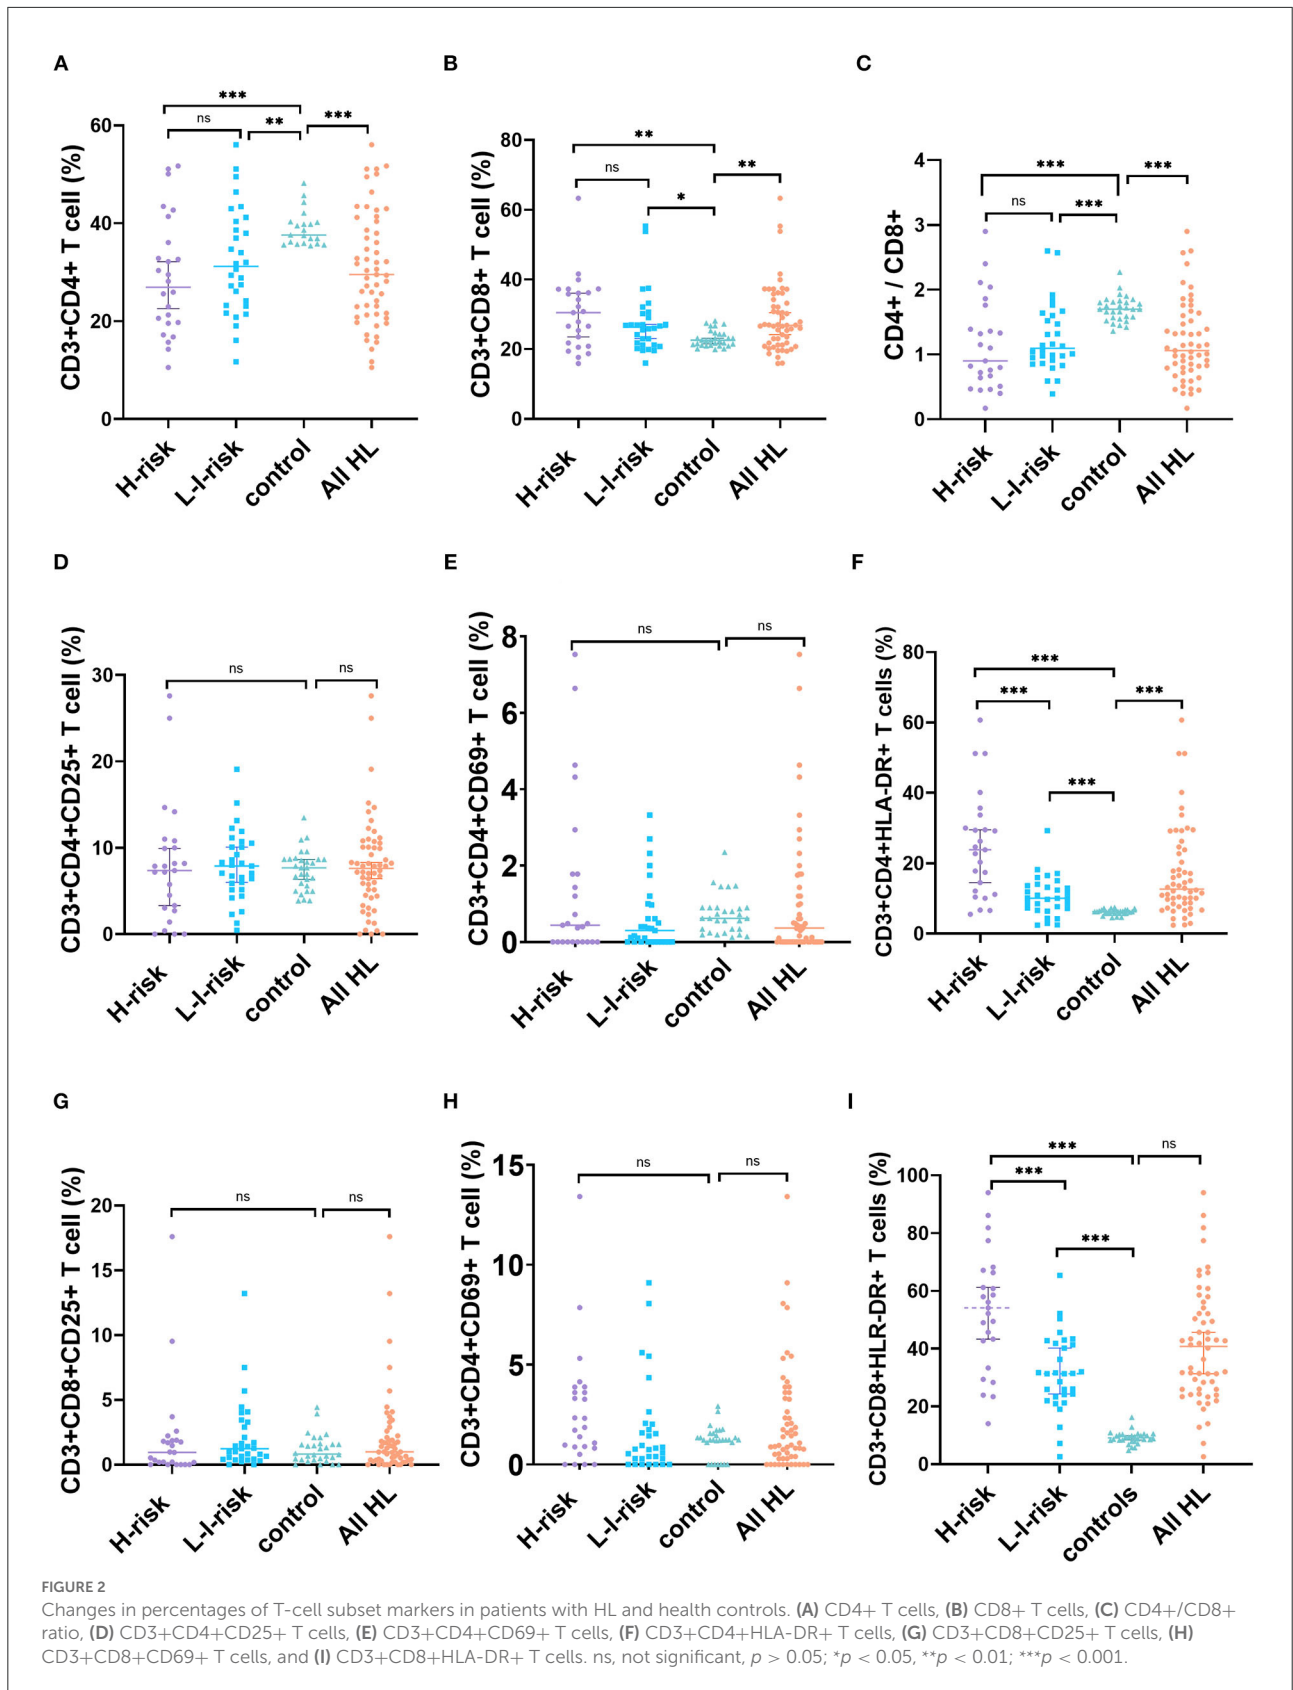 A
B
C
***
ns
**
***
CD3+CD4+ T cell (%)
60
40
20
0
H-risk
L-I-risk
control
All HL
**
ns
**
*
CD3+CD8+ T cell (%)
80
60
40
20
0
H-risk
L-I-risk
control
All HL
***
***
ns
***
CD4+ / CD8+
4
3
2
1
0
H-risk
L-I-risk
control
All HL
D
E
F
ns
ns
CD3+CD4+CD25+ T cell (%)
30
20
10
0
H-risk
L-I-risk
control
All HL
ns
ns
CD3+CD4+CD69+ T cell (%)
8
6
4
2
0
H-risk
L-I-risk
control
All HL
***
***
***
***
CD3+CD4+HLA-DR+ T cells (%)
80
60
40
20
0
H-risk
L-I-risk
control
All HL
G
H
I
ns
ns
CD3+CD8+CD25+ T cell (%)
20
15
10
5
0
H-risk
L-I-risk
control
All HL
ns
ns
CD3+CD4+CD69+ T cell (%)
15
10
5
0
H-risk
L-I-risk
control
All HL
***
ns
***
***
CD3+CD8+HLR-DR+ T cells (%)
100
80
60
40
20
0
H-risk
L-I-risk
controls
All HL
FIGURE 2
Changes in percentages of T-cell subset markers in patients with HL and health controls. (A) CD4+ T cells, (B) CD8+ T cells, (C) CD4+/CD8+
ratio, (D) CD3+CD4+CD25+ T cells, (E) CD3+CD4+CD69+ T cells, (F) CD3+CD4+HLA-DR+ T cells, (G) CD3+CD8+CD25+ T cells, (H)
CD3+CD8+CD69+ T cells, and (I) CD3+CD8+HLA-DR+ T cells. ns, not significant, p > 0.05; *p < 0.05, **p < 0.01; ***p < 0.001.